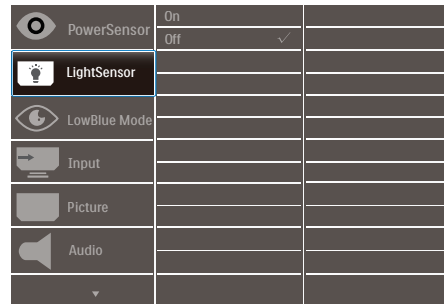 PowerSensor
On
Off
LightSensor
LowBlue Mode
Input
Picture
Audio